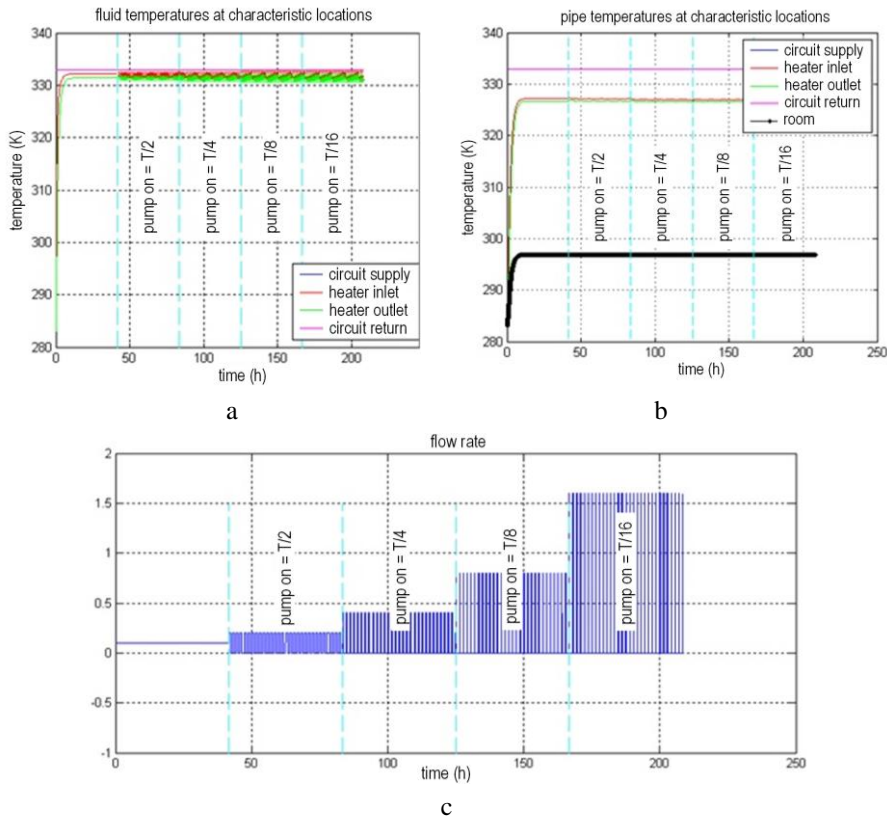 fluid temperatures at characteristic locations
temperature (K)
340
330
320
310
300
290
280
pump on = T/2
pump on = T/4
pump on = T/8
pump on = T/16
circuit supply
heater inlet
heater outlet
circuit return
0
50
100
150
200
time (h)
a
pipe temperatures at characteristic locations
temperature (K)
340
330
320
310
300
290
280
circuit supply
heater inlet
heater outlet
circuit return
room
pump on = T/2
pump on = T/4
pump on = T/8
pump on = T/16
0
50
100
150
200
250
time (h)
b
flow rate
2
1.5
1
0.5
0
-0.5
-1
pump on = T/2
pump on = T/4
pump on = T/8
pump on = T/16
0
50
100
150
200
250
time (h)
c